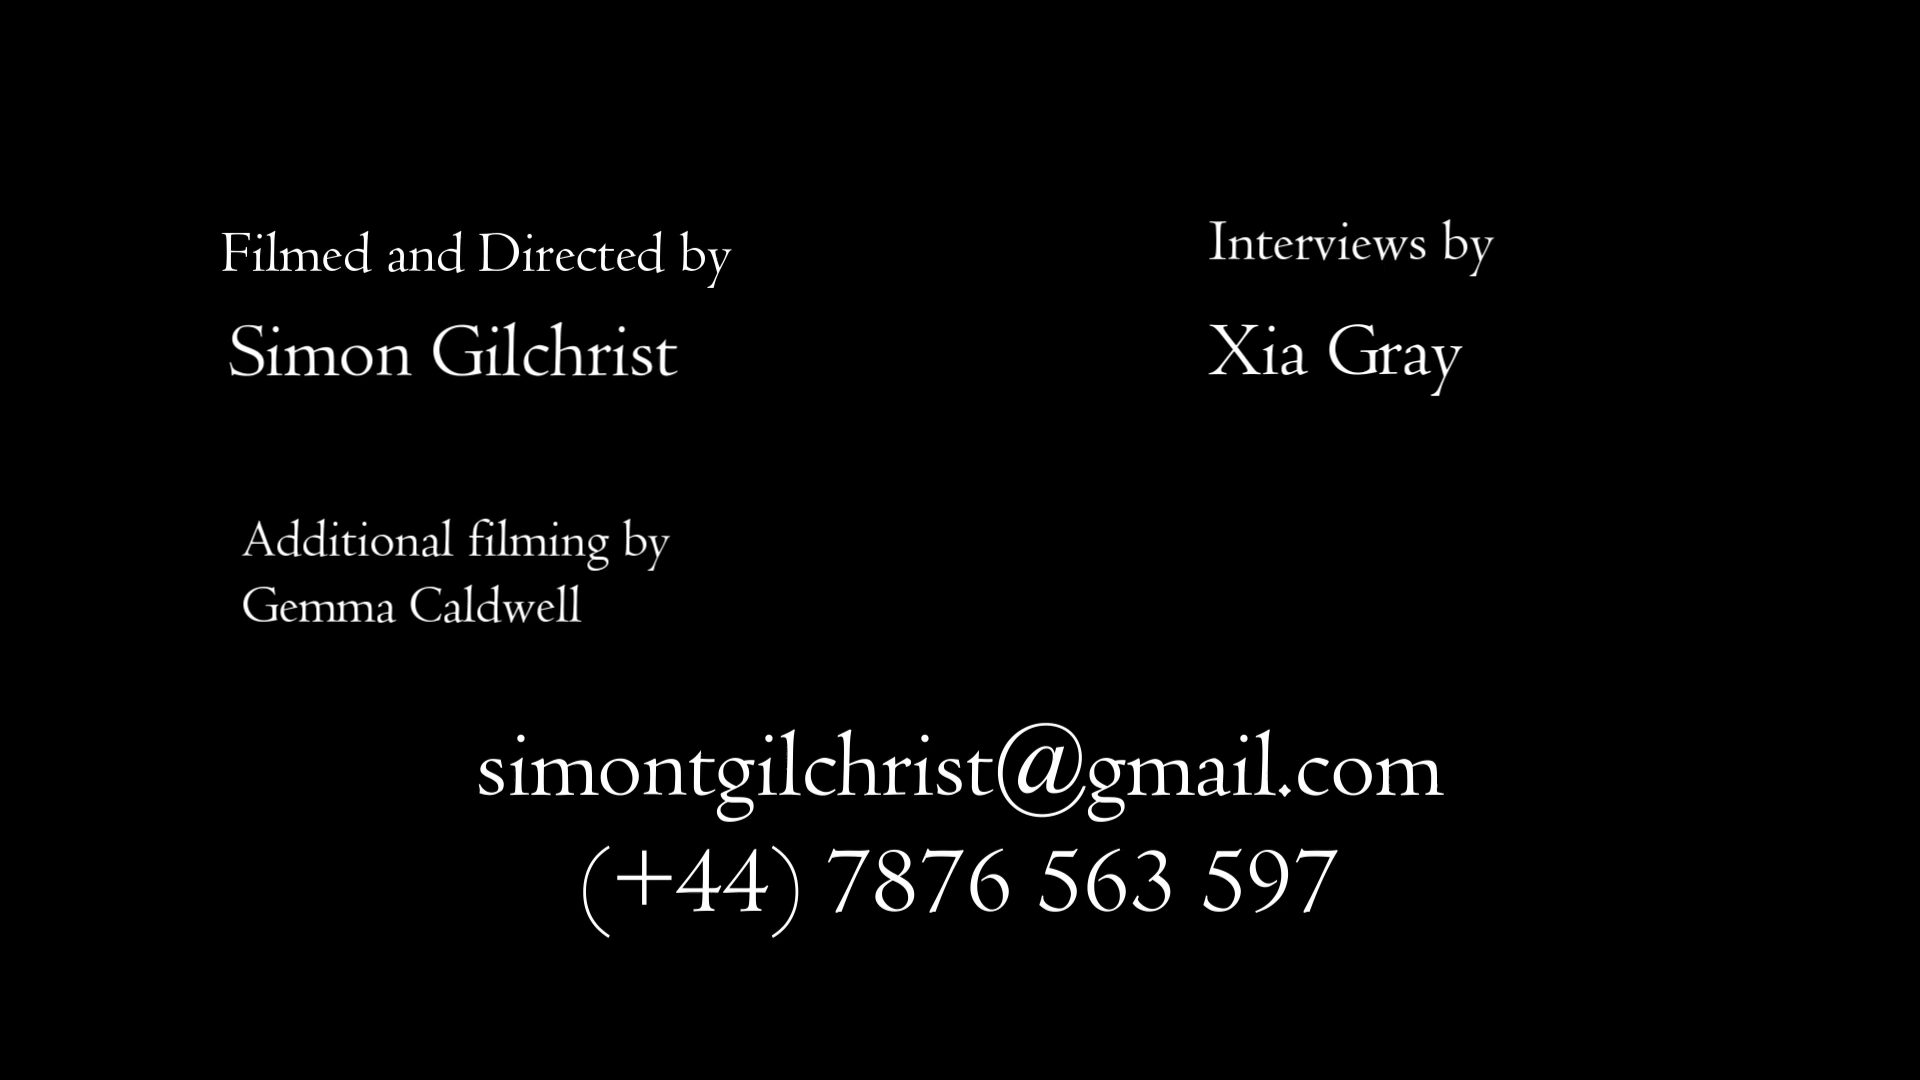 Filmed and Directed by
Simon Gilchrist
Interviews by
Xia Gray
Additional filming by
Gemma Caldwell
simontgilchrist@gmail.com
(+44) 7876 563 597